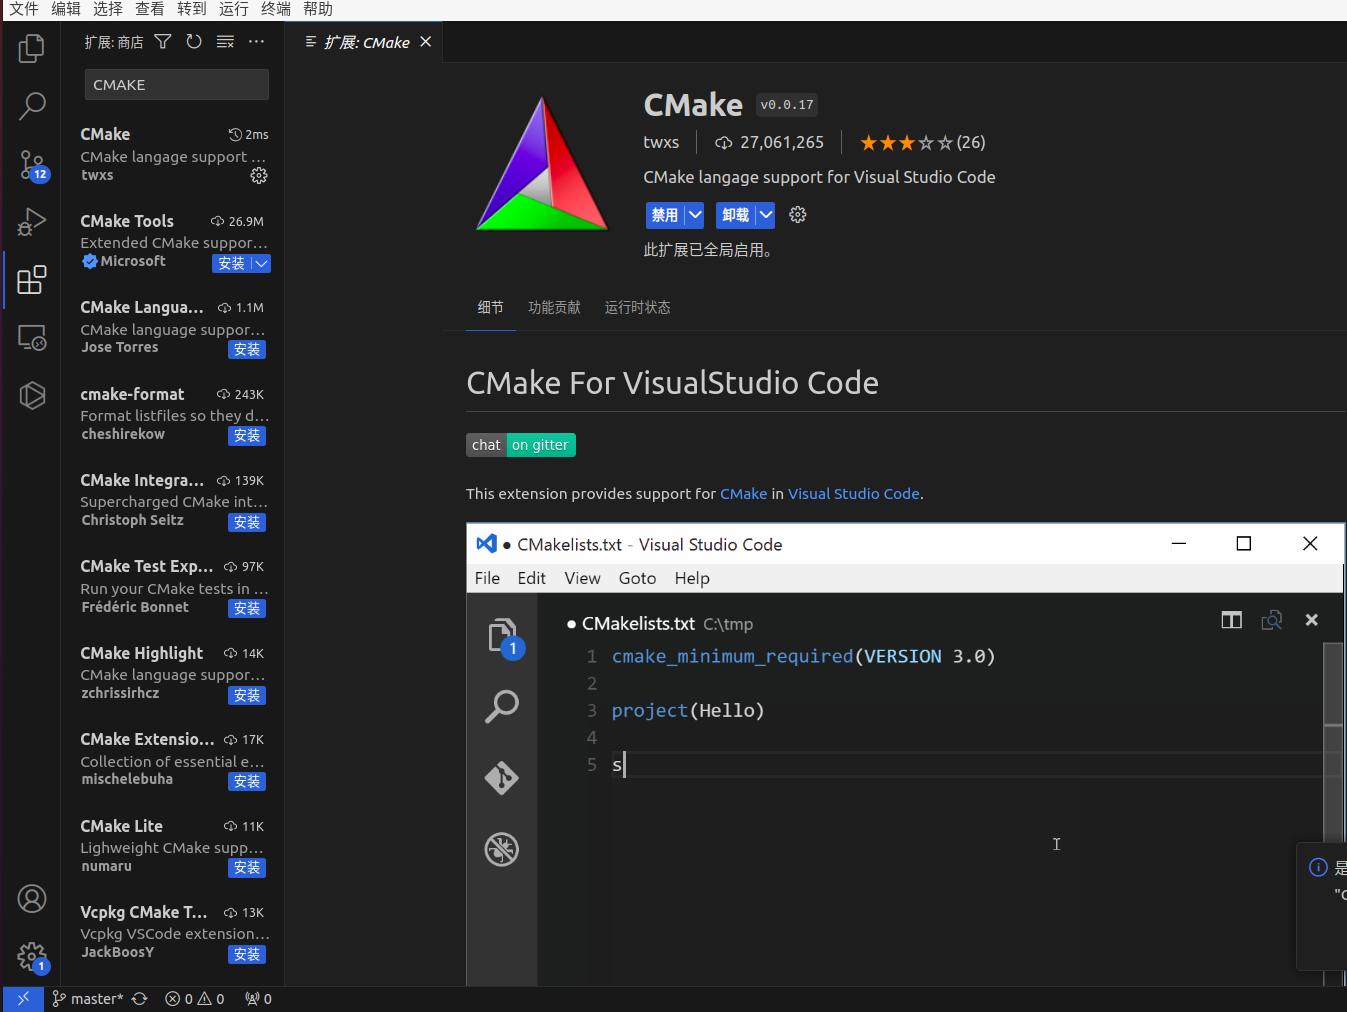 文件 编辑 选择 查看 转到 运行 终端 帮助
扩展: 商店
CMAKE
CMake 2ms
CMake langage support ...
twxs
CMake Tools 26.9M
Extended CMake suppor...
Microsoft 安装
CMake Langua... 1.1M
CMake language suppor...
Jose Torres 安装
cmake-format 243K
Format listfiles so they d...
cheshirekow 安装
CMake Integra... 139K
Supercharged CMake int...
Christoph Seitz 安装
CMake Test Exp... 97K
Run your CMake tests in ...
Frédéric Bonnet 安装
CMake Highlight 14K
CMake language suppor...
zchrissirhcz 安装
CMake Extensio... 17K
Collection of essential e...
mischelebuha 安装
CMake Lite 11K
Lighweight CMake supp...
numaru 安装
Vcpkg CMake T... 13K
Vcpkg VSCode extension...
JackBoosY 安装
12
1
扩展: CMake
CMake v0.0.17
twxs 27,061,265 (26)
CMake langage support for Visual Studio Code
禁用 卸载
此扩展已全局启用。
细节 功能贡献 运行时状态
CMake For VisualStudio Code
chat on gitter
This extension provides support for CMake in Visual Studio Code.
● CMakelists.txt - Visual Studio Code
File Edit View Goto Help
1
● CMakelists.txt C:\tmp
1 cmake_minimum_required(VERSION 3.0)
2
3 project(Hello)
4
5 s
是
"c
master* 0 0 0